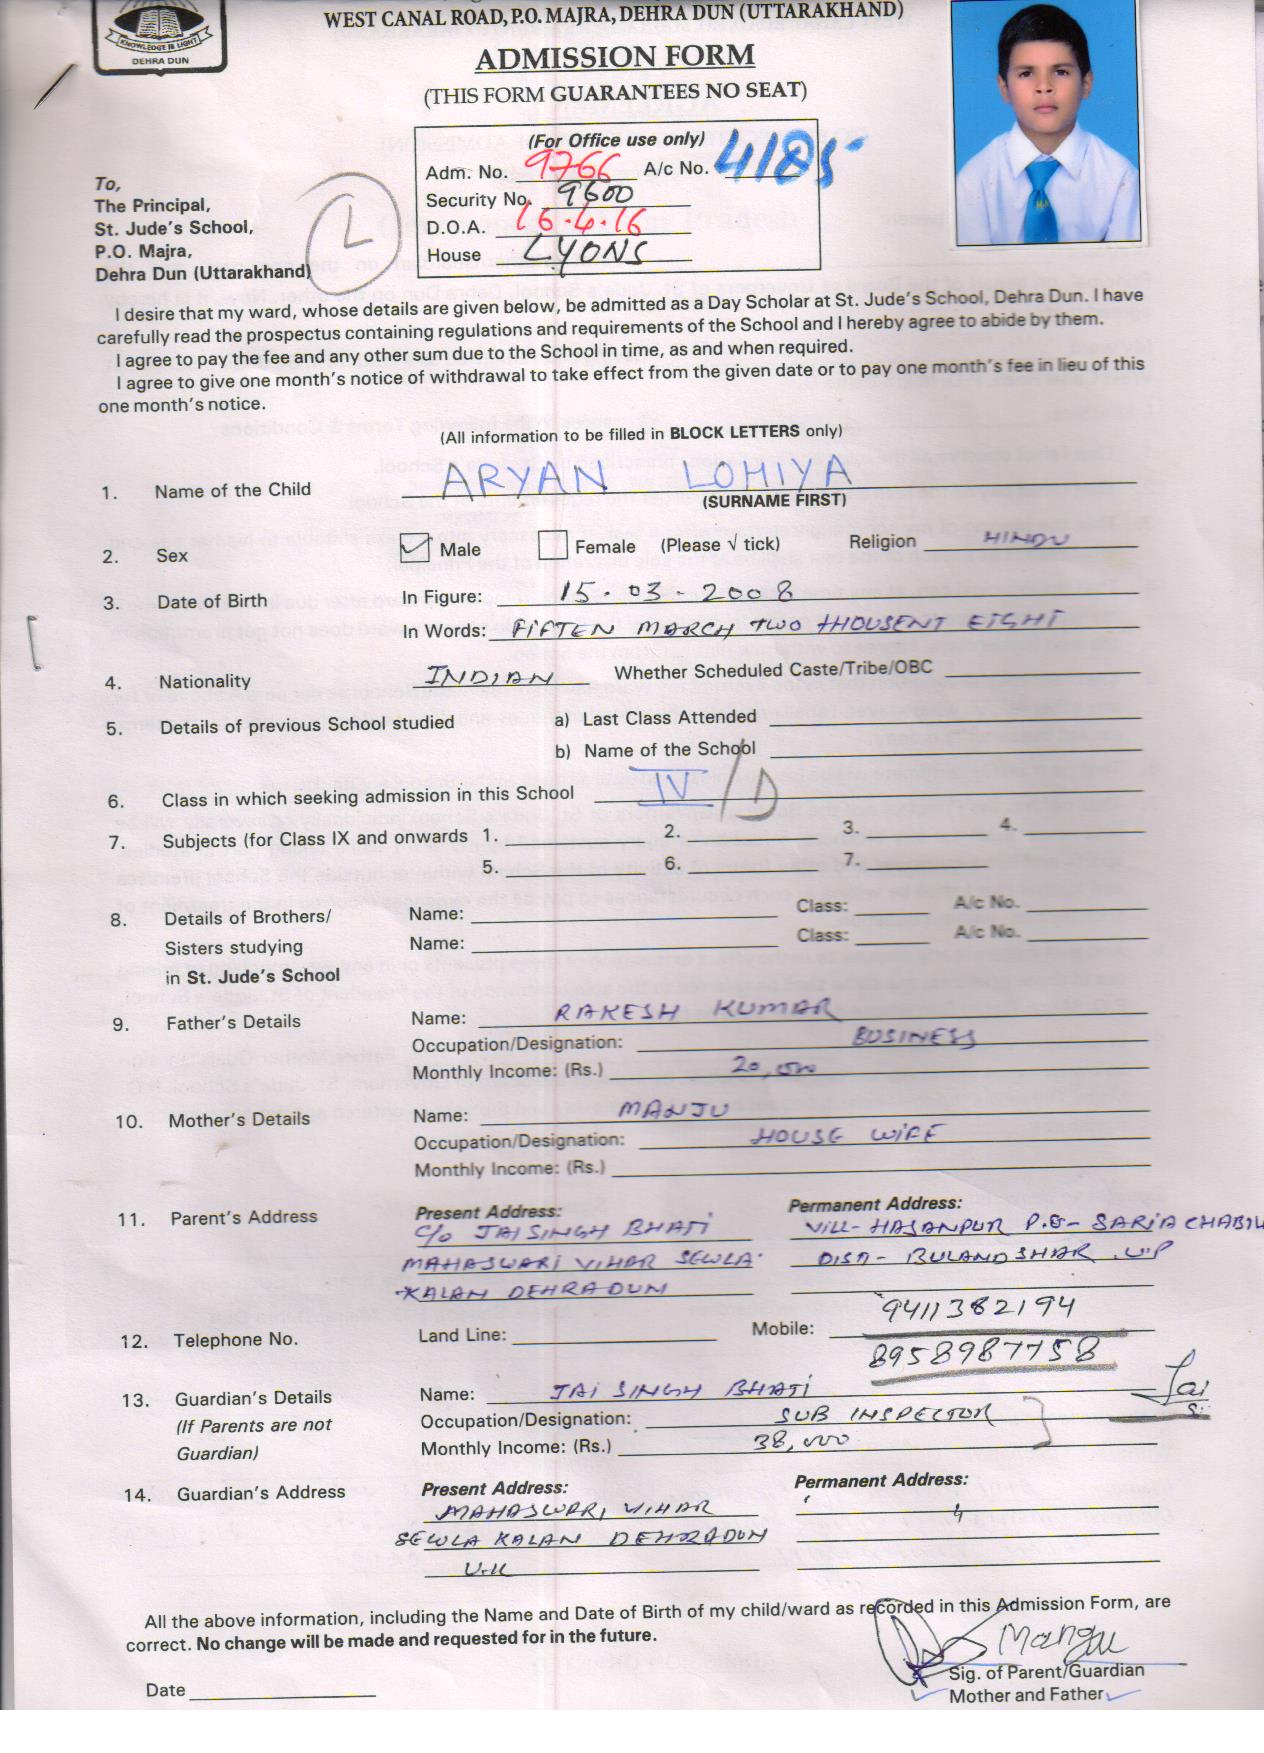 WEST CANAL ROAD, P.O. MAJRA, DEHRA DUN (UTTARAKHAND)
KNOWLEDGE IS LIGHT
DEHRA DUN
ADMISSION FORM
(THIS FORM GUARANTEES NO SEAT)
(For Office use only)
Adm. No. 9766 A/c No. 4185
Security No. 9600
D.O.A. 16.4.16
House LYONS
L
To,
The Principal,
St. Jude's School,
P.O. Majra,
Dehra Dun (Uttarakhand)
I desire that my ward, whose details are given below, be admitted as a Day Scholar at St. Jude's School, Dehra Dun. I have
carefully read the prospectus containing regulations and requirements of the School and I hereby agree to abide by them.
I agree to pay the fee and any other sum due to the School in time, as and when required.
I agree to give one month's notice of withdrawal to take effect from the given date or to pay one month's fee in lieu of this
one month's notice.
(All information to be filled in BLOCK LETTERS only)
1. Name of the Child ARYAN LOHIYA
(SURNAME FIRST)
2. Sex Male Female (Please √ tick) Religion HINDU
3. Date of Birth In Figure: 15.03.2008
In Words: FIFTEN MARCH TWO THOUSENT EIGHT
4. Nationality INDIAN Whether Scheduled Caste/Tribe/OBC
5. Details of previous School studied a) Last Class Attended
b) Name of the School
6. Class in which seeking admission in this School IV/D
7. Subjects (for Class IX and onwards 1. 2. 3. 4.
5. 6. 7.
8. Details of Brothers/ Name: Class: A/c No.
Sisters studying Name: Class: A/c No.
in St. Jude's School
9. Father's Details Name: RAKESH KUMAR
Occupation/Designation: BUSINESS
Monthly Income: (Rs.) 20,000
10. Mother's Details Name: MANJU
Occupation/Designation: HOUSE WIFE
Monthly Income: (Rs.)
11. Parent's Address Present Address: Permanent Address:
C/o JAI SINGH BHATI VILL- HASANPUR P.O- SARJA
MAHASWARI VIHAR SEWLA DIST- BULANDSHAR U.P
KALAN DEHRADUN
12. Telephone No. Land Line: Mobile: 9411382194
8958987758
13. Guardian's Details Name: JAI SINGH BHATI Jai
(If Parents are not Occupation/Designation: SUB INSPECTOR
Guardian) Monthly Income: (Rs.) 38,000
14. Guardian's Address Present Address: Permanent Address:
MAHASWARI VIHAR
SEWLA KALAN DEHRADUN
U.K
All the above information, including the Name and Date of Birth of my child/ward as recorded in this Admission Form, are
correct. No change will be made and requested for in the future.
Manju
Sig. of Parent/Guardian
Date Mother and Father